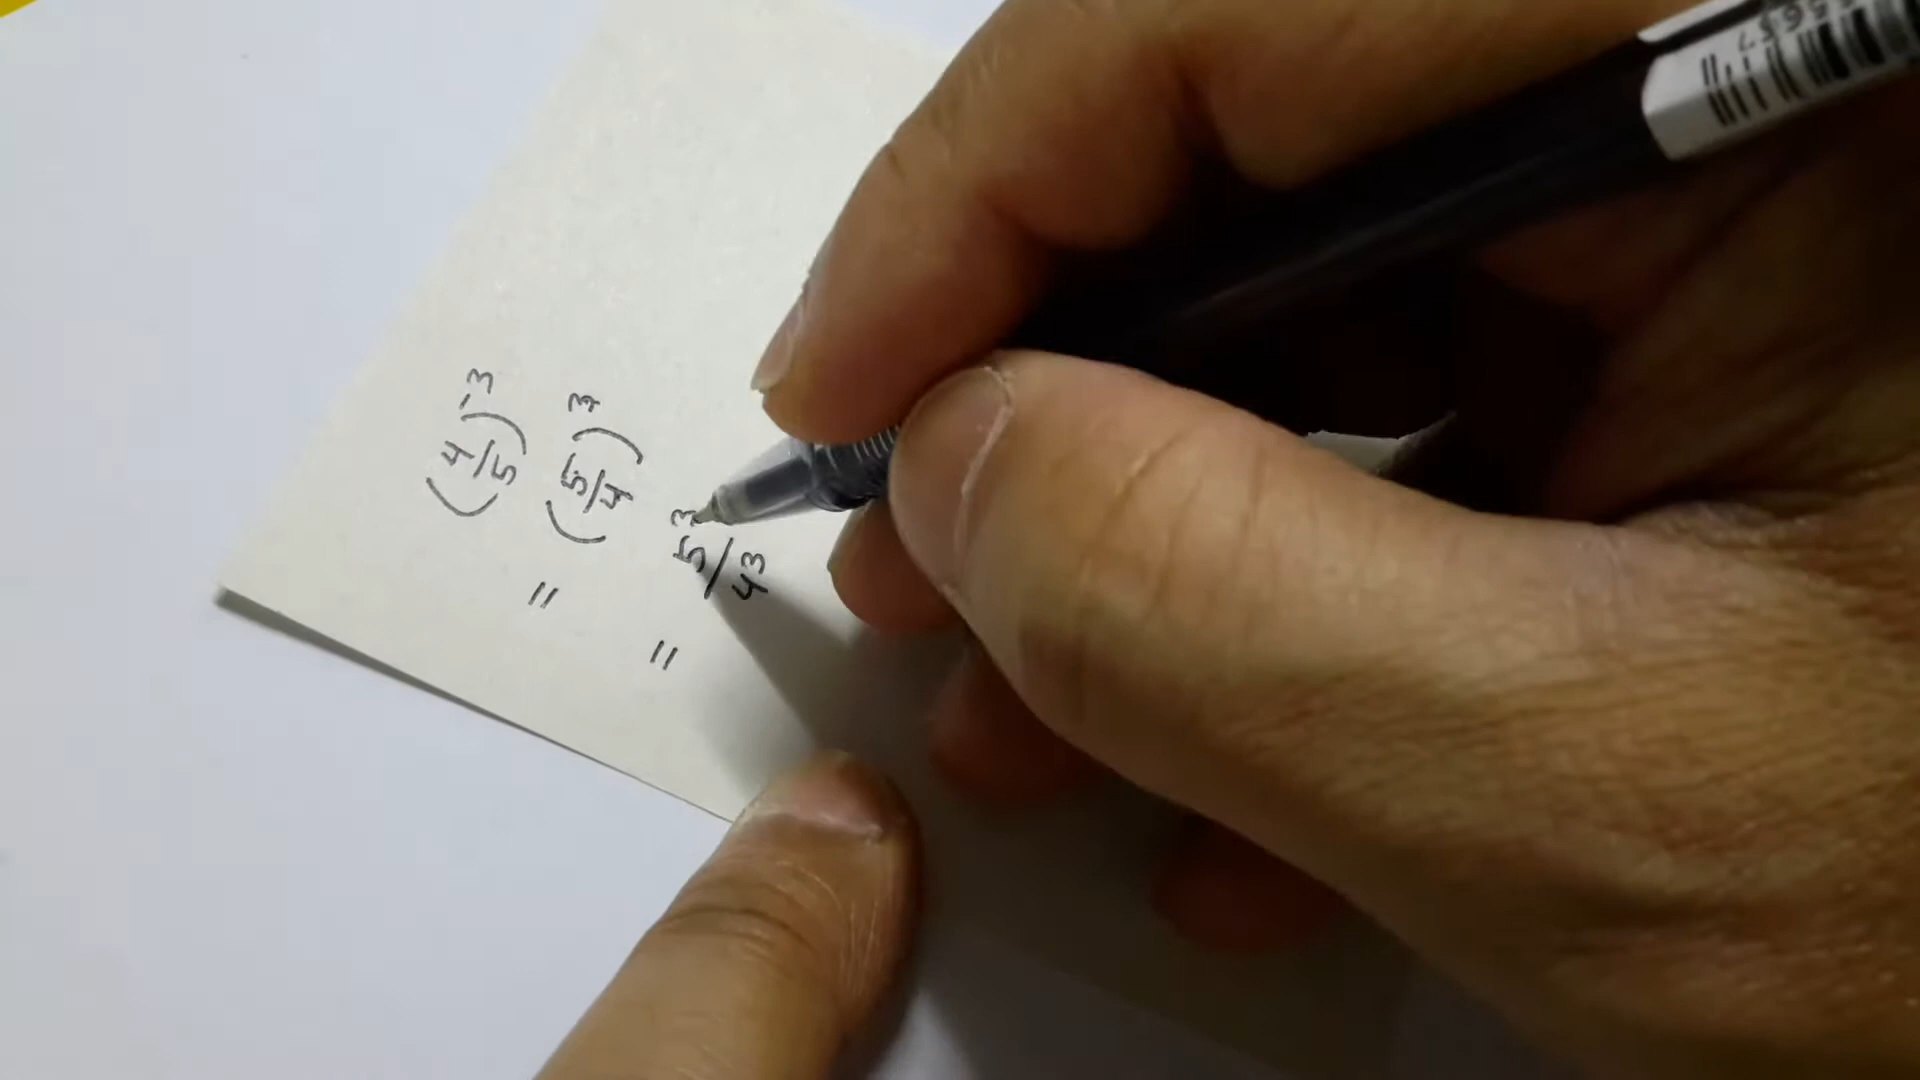 (4/5)^-3
= (5/4)^3
= 5^3/4^3